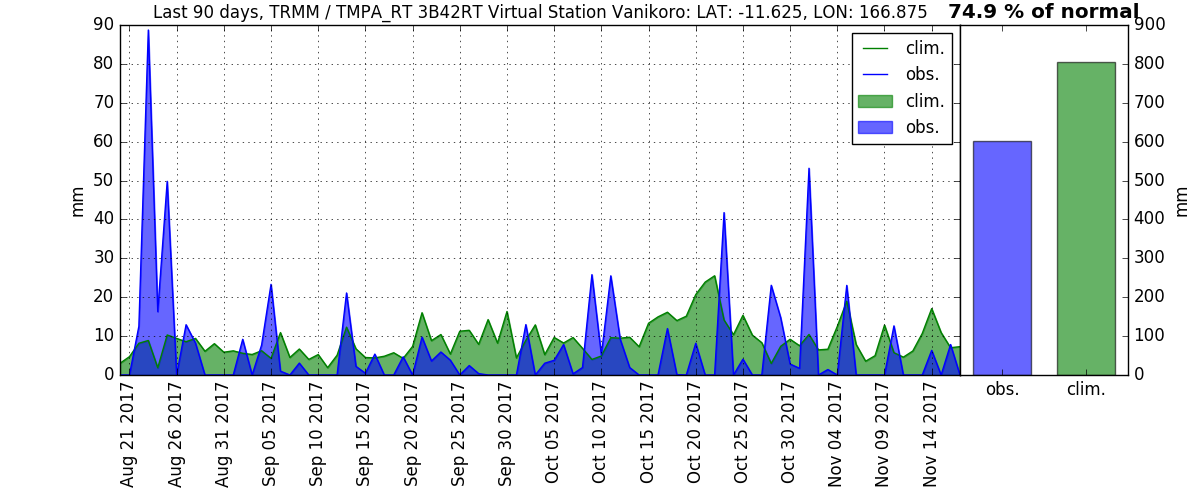 Last 90 days, TRMM / TMPA_RT 3B42RT Virtual Station Vanikoro: LAT: -11.625, LON: 166.875
74.9 % of normal
90
80
70
60
50
40
30
20
10
0
mm
clim.
obs.
clim.
obs.
900
800
700
600
500
400
300
200
100
0
mm
Aug 21 2017
Aug 26 2017
Aug 31 2017
Sep 05 2017
Sep 10 2017
Sep 15 2017
Sep 20 2017
Sep 25 2017
Sep 30 2017
Oct 05 2017
Oct 10 2017
Oct 15 2017
Oct 20 2017
Oct 25 2017
Oct 30 2017
Nov 04 2017
Nov 09 2017
Nov 14 2017
obs.
clim.